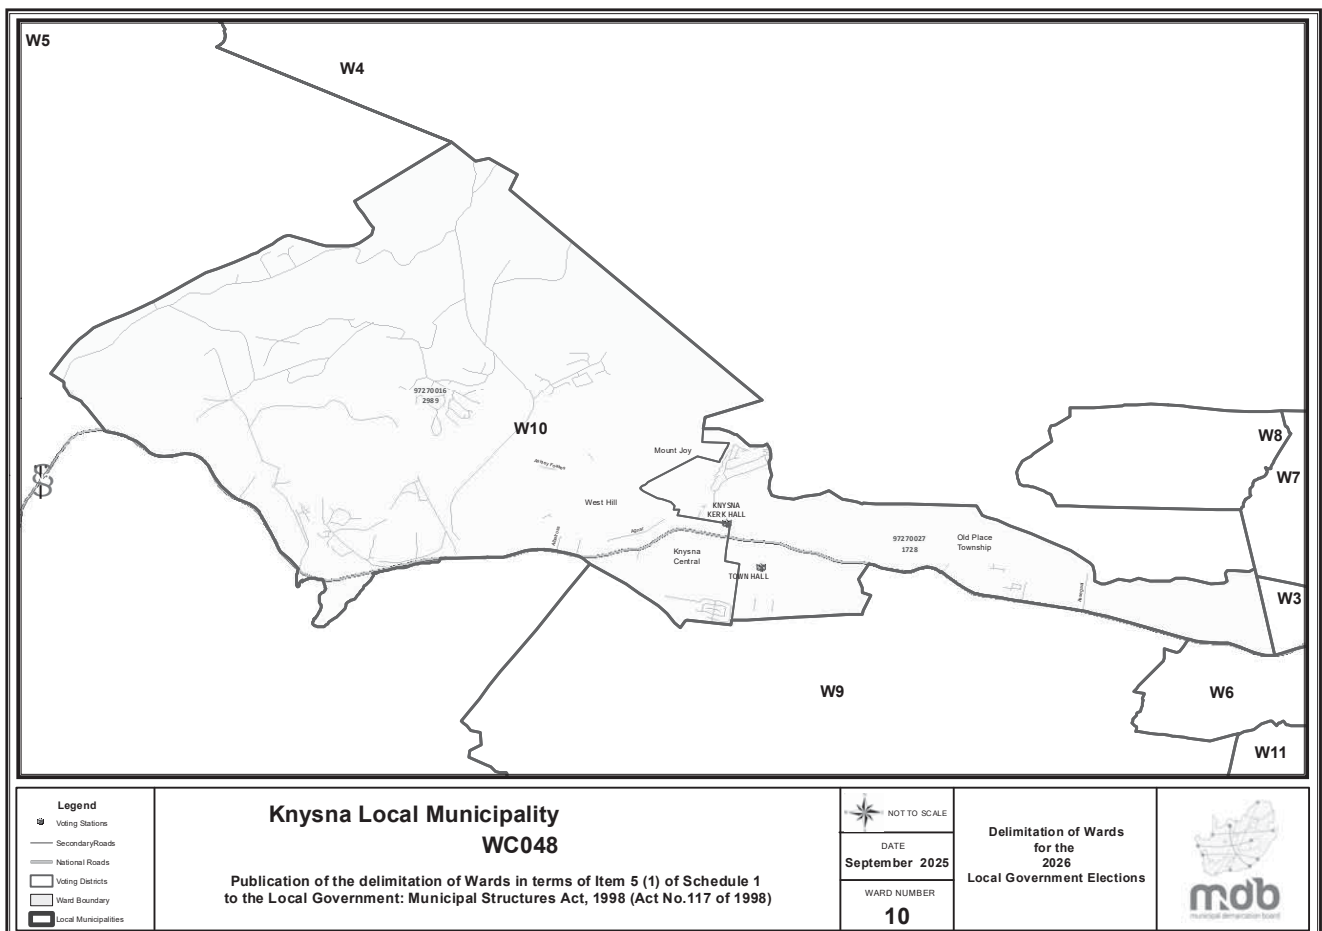 W5
W4
97270016
2989
W10
Mount Joy
West Hill
KNYSNA
KERK HALL
Knysna
Central
TOWN HALL
97270027
1728
Old Place
Township
W8
W7
W3
W9
W6
W11
Legend
Voting Stations
SecondaryRoads
National Roads
Voting Districts
Ward Boundary
Local Municipalities
Knysna Local Municipality
WC048
Publication of the delimitation of Wards in terms of Item 5 (1) of Schedule 1
to the Local Government: Municipal Structures Act, 1998 (Act No.117 of 1998)
NOT TO SCALE
DATE
September 2025
WARD NUMBER
10
Delimitation of Wards
for the
2026
Local Government Elections
mdb
municipal demarcation board